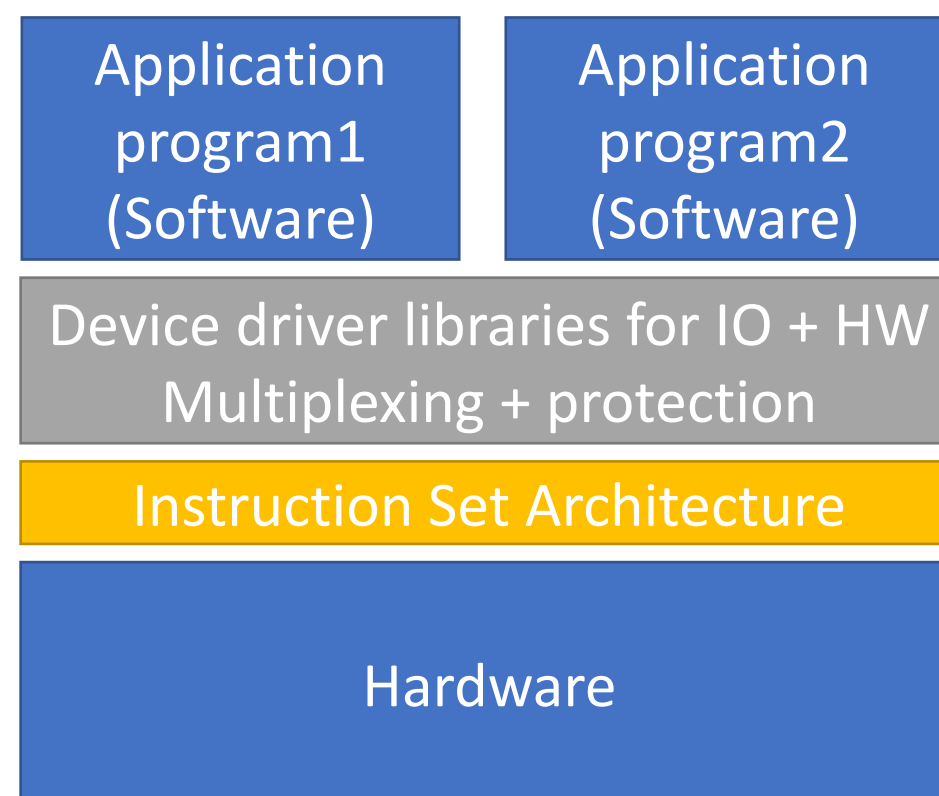 Application
program1
(Software)
Application
program2
(Software)
Device driver libraries for IO + HW
Multiplexing + protection
Instruction Set Architecture
Hardware